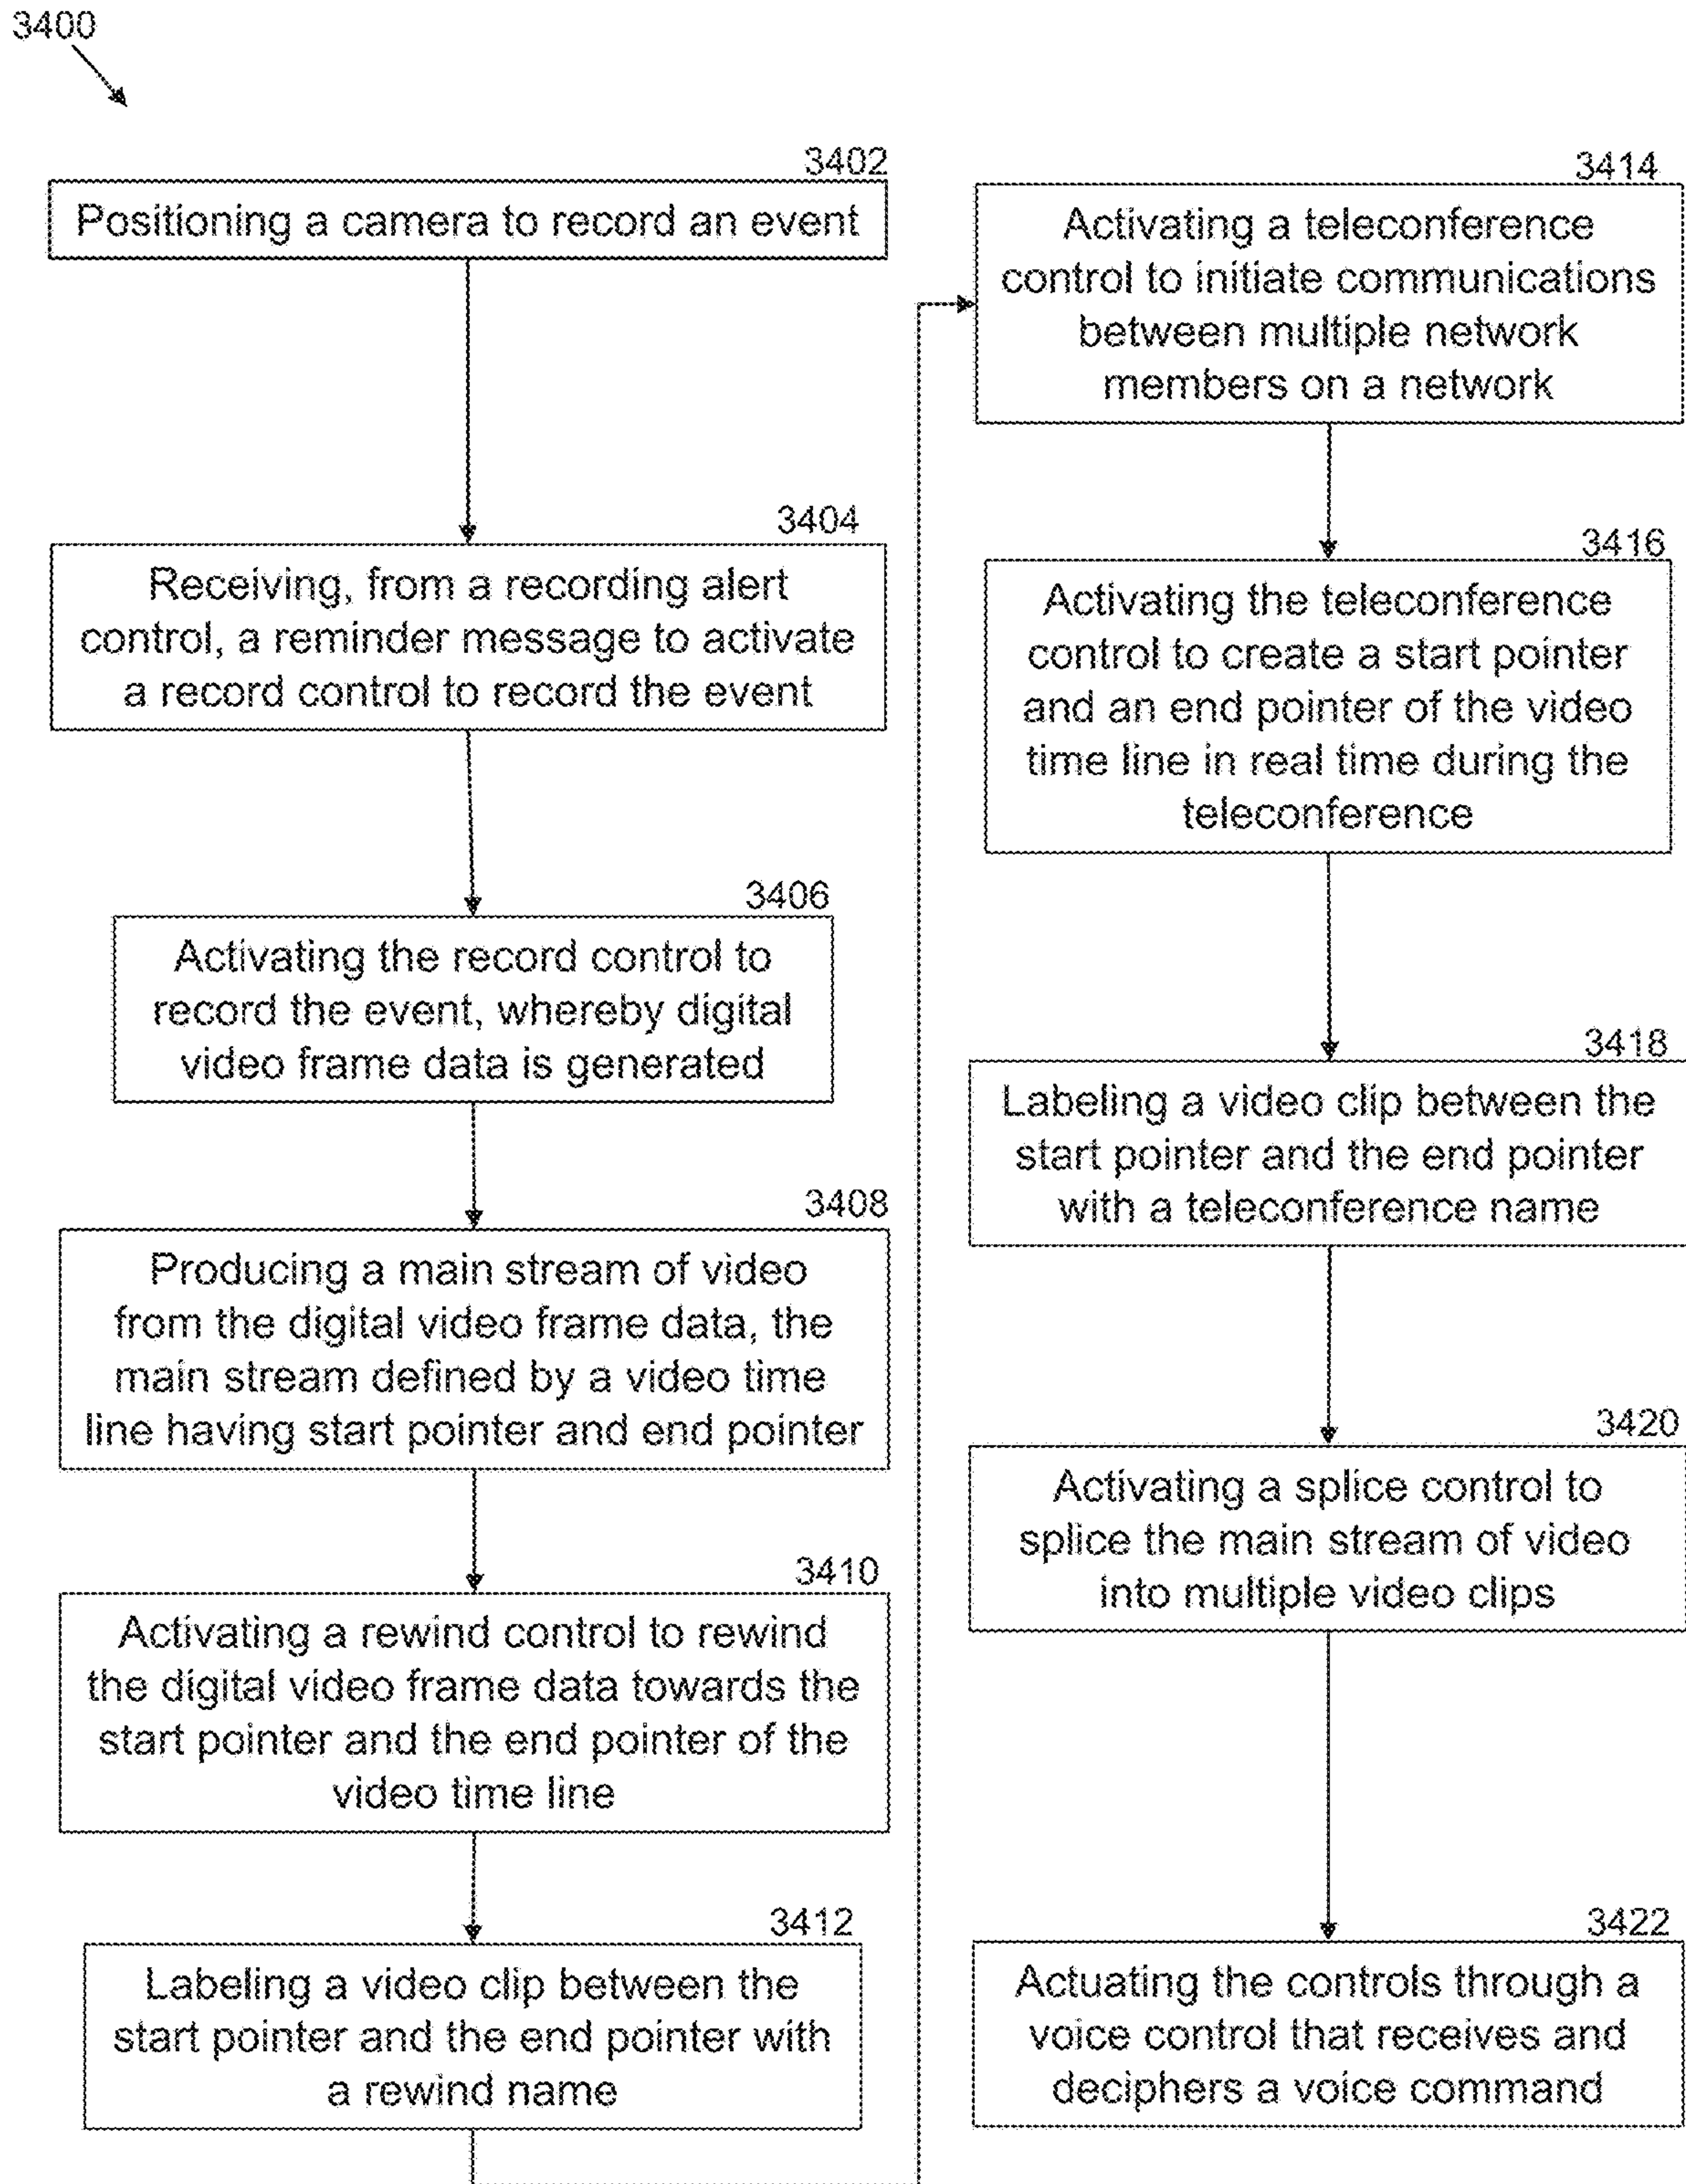 3400
3402
Positioning a camera to record an event
3404
Receiving, from a recording alert
control, a reminder message to activate
a record control to record the event
3406
Activating the record control to
record the event, whereby digital
video frame data is generated
3408
Producing a main stream of video
from the digital video frame data, the
main stream defined by a video time
line having start pointer and end pointer
3410
Activating a rewind control to rewind
the digital video frame data towards the
start pointer and the end pointer of the
video time line
3412
Labeling a video clip between the
start pointer and the end pointer with
a rewind name
3414
Activating a teleconference
control to initiate communications
between multiple network
members on a network
3416
Activating the teleconference
control to create a start pointer
and an end pointer of the video
time line in real time during the
teleconference
3418
Labeling a video clip between the
start pointer and the end pointer
with a teleconference name
3420
Activating a splice control to
splice the main stream of video
into multiple video clips
3422
Actuating the controls through a
voice control that receives and
deciphers a voice command